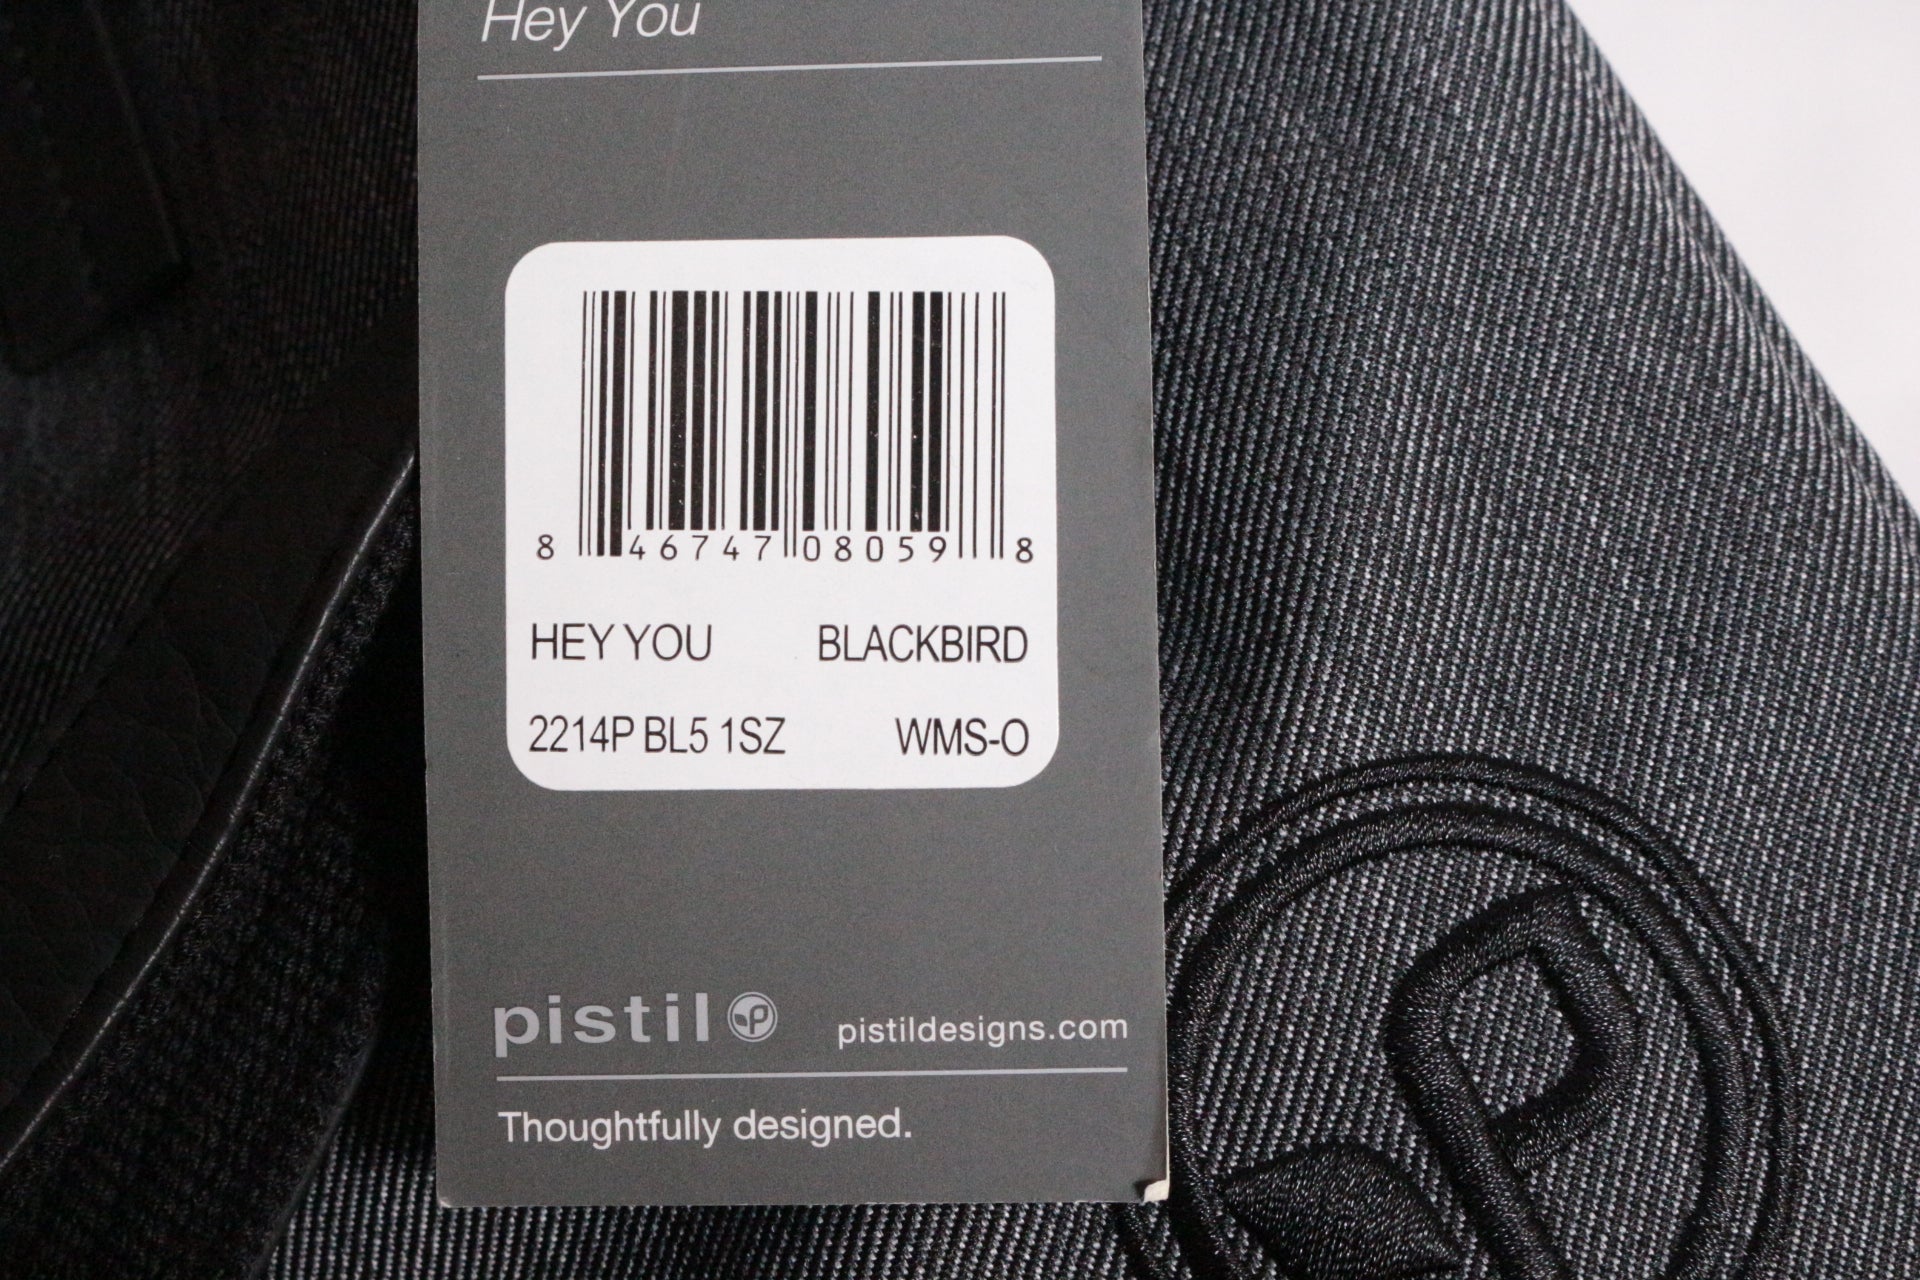 Hey You
8 46747 08059 8
HEY YOU BLACKBIRD
2214P BL5 1SZ WMS-O
pistil P pistildesigns.com
Thoughtfully designed.
P